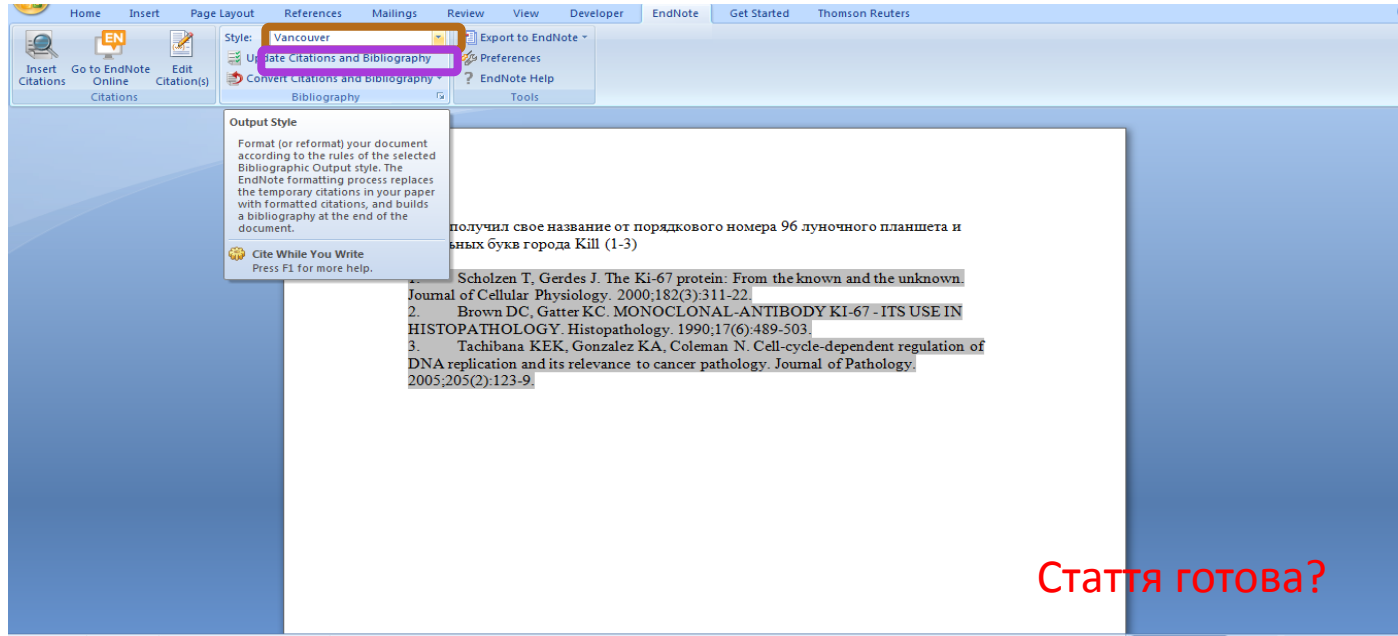 Home Insert Page Layout References Mailings Review View Developer EndNote Get Started Thomson Reuters
Insert Citations
Go to EndNote Online
Edit Citation(s)
Citations
Style: Vancouver
Update Citations and Bibliography
Convert Citations and Bibliography
Bibliography
Export to EndNote
Preferences
EndNote Help
Tools
Output Style
Format (or reformat) your document
according to the rules of the selected
Bibliographic Output style. The
EndNote formatting process replaces
the temporary citations in your paper
with formatted citations, and builds
a bibliography at the end of the
document.
Cite While You Write
Press F1 for more help.
получил свое название от порядкового номера 96 луночного планшета и
букв города Kill (1-3)
1. Scholzen T, Gerdes J. The Ki-67 protein: From the known and the unknown.
Journal of Cellular Physiology. 2000;182(3):311-22.
2. Brown DC, Gatter KC. MONOCLONAL-ANTIBODY KI-67 - ITS USE IN
HISTOPATHOLOGY. Histopathology. 1990;17(6):489-503.
3. Tachibana KEK, Gonzalez KA, Coleman N. Cell-cycle-dependent regulation of
DNA replication and its relevance to cancer pathology. Journal of Pathology.
2005;205(2):123-9.
Стаття готова?